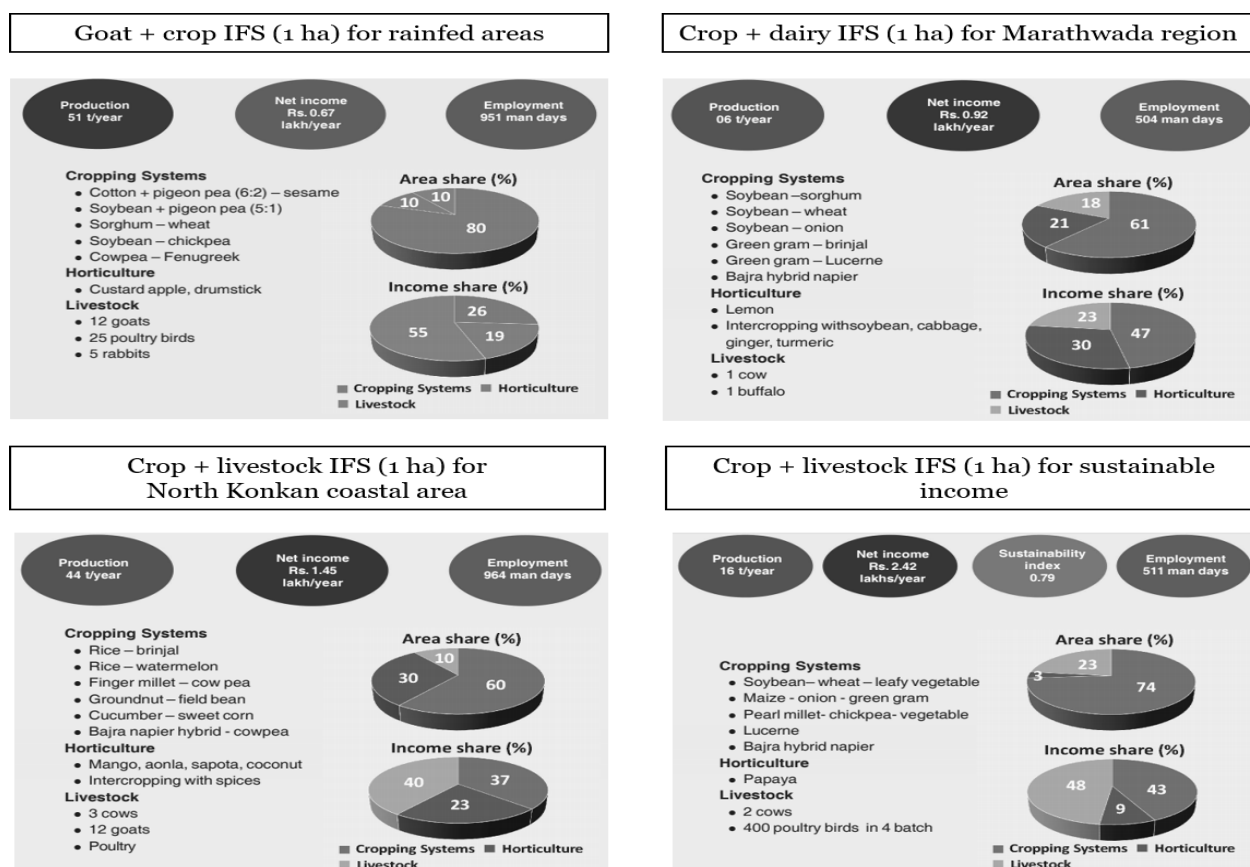 Goat + crop IFS (1 ha) for rainfed areas
Production
51 t/year
Net income
Rs. 0.67
lakh/year
Employment
951 man days
Cropping Systems
• Cotton + pigeon pea (6:2) – sesame
• Soybean + pigeon pea (5:1)
• Sorghum – wheat
• Soybean – chickpea
• Cowpea – Fenugreek
Horticulture
• Custard apple, drumstick
Livestock
• 12 goats
• 25 poultry birds
• 5 rabbits
Area share (%)
10
10
80
Income share (%)
26
55
19
Cropping Systems Horticulture
Livestock
Crop + dairy IFS (1 ha) for Marathwada region
Production
06 t/year
Net income
Rs. 0.92
lakh/year
Employment
504 man days
Cropping Systems
• Soybean –sorghum
• Soybean – wheat
• Soybean – onion
• Green gram – brinjal
• Green gram – Lucerne
• Bajra hybrid napier
Horticulture
• Lemon
• Intercropping withsoybean, cabbage,
ginger, turmeric
Livestock
• 1 cow
• 1 buffalo
Area share (%)
18
21
61
Income share (%)
23
47
30
Cropping Systems Horticulture
Livestock
Crop + livestock IFS (1 ha) for
North Konkan coastal area
Production
44 t/year
Net income
Rs. 1.45
lakh/year
Employment
964 man days
Cropping Systems
• Rice – brinjal
• Rice – watermelon
• Finger millet – cow pea
• Groundnut – field bean
• Cucumber – sweet corn
• Bajra napier hybrid - cowpea
Horticulture
• Mango, aonla, sapota, coconut
• Intercropping with spices
Livestock
• 3 cows
• 12 goats
• Poultry
Area share (%)
10
30
60
Income share (%)
40
37
23
Cropping Systems Horticulture
Livestock
Crop + livestock IFS (1 ha) for sustainable
income
Production
16 t/year
Net income
Rs. 2.42
lakhs/year
Sustainability
index
0.79
Employment
511 man days
Cropping Systems
• Soybean– wheat – leafy vegetable
• Maize - onion - green gram
• Pearl millet- chickpea- vegetable
• Lucerne
• Bajra hybrid napier
Horticulture
• Papaya
Livestock
• 2 cows
• 400 poultry birds in 4 batch
Area share (%)
23
3
74
Income share (%)
48
43
9
Cropping Systems Horticulture
Livestock